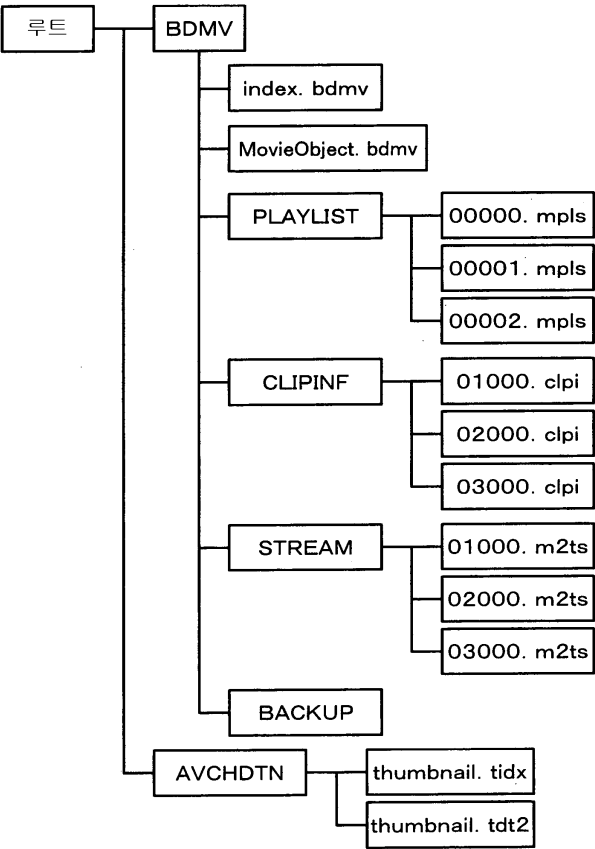 루트
BDMV
index. bdmv
MovieObject. bdmv
PLAYLIST
00000. mpls
00001. mpls
00002. mpls
CLIPINF
01000. clpi
02000. clpi
03000. clpi
STREAM
01000. m2ts
02000. m2ts
03000. m2ts
BACKUP
AVCHDTN
thumbnail. tidx
thumbnail. tdt2